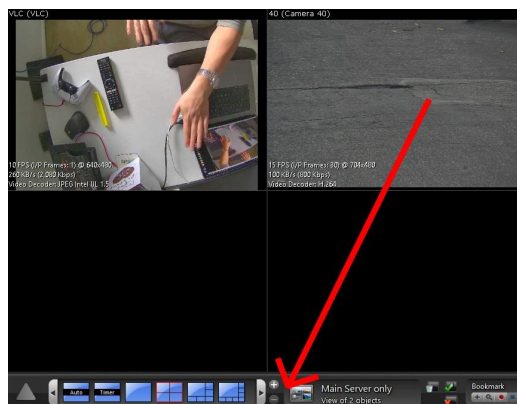 VLC (VLC)
40 (Camera 40)
10 FPS (I/P Frames: 1) @ 640x480
260 KB/s (2,080 Kbps)
Video Decoder: JPEG Intel IJL 1.5
15 FPS (I/P Frames: 30) @ 704x480
100 KB/s (800 Kbps)
Video Decoder: H.264
Auto
Timer
Main Server only
View of 2 objects
Bookmark